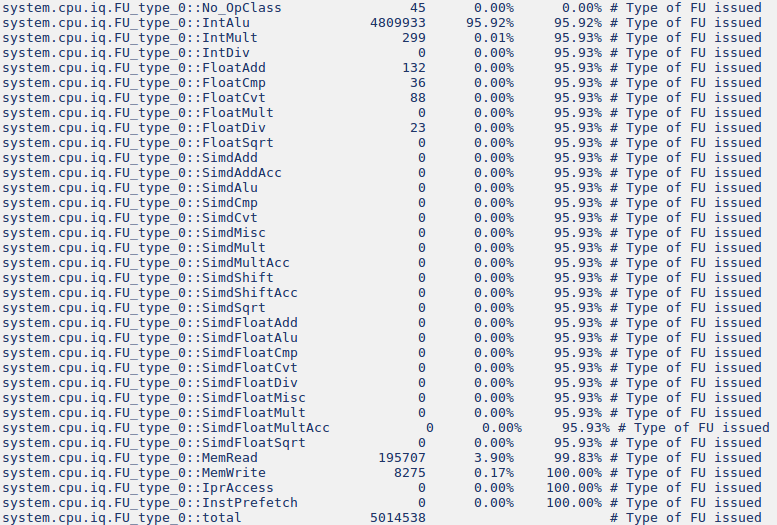 system.cpu.iq.FU_type_0::No_OpClass 45 0.00% 0.00% # Type of FU issued
system.cpu.iq.FU_type_0::IntAlu 4809933 95.92% 95.92% # Type of FU issued
system.cpu.iq.FU_type_0::IntMult 299 0.01% 95.93% # Type of FU issued
system.cpu.iq.FU_type_0::IntDiv 0 0.00% 95.93% # Type of FU issued
system.cpu.iq.FU_type_0::FloatAdd 132 0.00% 95.93% # Type of FU issued
system.cpu.iq.FU_type_0::FloatCmp 36 0.00% 95.93% # Type of FU issued
system.cpu.iq.FU_type_0::FloatCvt 88 0.00% 95.93% # Type of FU issued
system.cpu.iq.FU_type_0::FloatMult 0 0.00% 95.93% # Type of FU issued
system.cpu.iq.FU_type_0::FloatDiv 23 0.00% 95.93% # Type of FU issued
system.cpu.iq.FU_type_0::FloatSqrt 0 0.00% 95.93% # Type of FU issued
system.cpu.iq.FU_type_0::SimdAdd 0 0.00% 95.93% # Type of FU issued
system.cpu.iq.FU_type_0::SimdAddAcc 0 0.00% 95.93% # Type of FU issued
system.cpu.iq.FU_type_0::SimdAlu 0 0.00% 95.93% # Type of FU issued
system.cpu.iq.FU_type_0::SimdCmp 0 0.00% 95.93% # Type of FU issued
system.cpu.iq.FU_type_0::SimdCvt 0 0.00% 95.93% # Type of FU issued
system.cpu.iq.FU_type_0::SimdMisc 0 0.00% 95.93% # Type of FU issued
system.cpu.iq.FU_type_0::SimdMult 0 0.00% 95.93% # Type of FU issued
system.cpu.iq.FU_type_0::SimdMultAcc 0 0.00% 95.93% # Type of FU issued
system.cpu.iq.FU_type_0::SimdShift 0 0.00% 95.93% # Type of FU issued
system.cpu.iq.FU_type_0::SimdShiftAcc 0 0.00% 95.93% # Type of FU issued
system.cpu.iq.FU_type_0::SimdSqrt 0 0.00% 95.93% # Type of FU issued
system.cpu.iq.FU_type_0::SimdFloatAdd 0 0.00% 95.93% # Type of FU issued
system.cpu.iq.FU_type_0::SimdFloatAlu 0 0.00% 95.93% # Type of FU issued
system.cpu.iq.FU_type_0::SimdFloatCmp 0 0.00% 95.93% # Type of FU issued
system.cpu.iq.FU_type_0::SimdFloatCvt 0 0.00% 95.93% # Type of FU issued
system.cpu.iq.FU_type_0::SimdFloatDiv 0 0.00% 95.93% # Type of FU issued
system.cpu.iq.FU_type_0::SimdFloatMisc 0 0.00% 95.93% # Type of FU issued
system.cpu.iq.FU_type_0::SimdFloatMult 0 0.00% 95.93% # Type of FU issued
system.cpu.iq.FU_type_0::SimdFloatMultAcc 0 0.00% 95.93% # Type of FU issued
system.cpu.iq.FU_type_0::SimdFloatSqrt 0 0.00% 95.93% # Type of FU issued
system.cpu.iq.FU_type_0::MemRead 195707 3.90% 99.83% # Type of FU issued
system.cpu.iq.FU_type_0::MemWrite 8275 0.17% 100.00% # Type of FU issued
system.cpu.iq.FU_type_0::IprAccess 0 0.00% 100.00% # Type of FU issued
system.cpu.iq.FU_type_0::InstPrefetch 0 0.00% 100.00% # Type of FU issued
system.cpu.iq.FU_type_0::total 5014538 # Type of FU issued